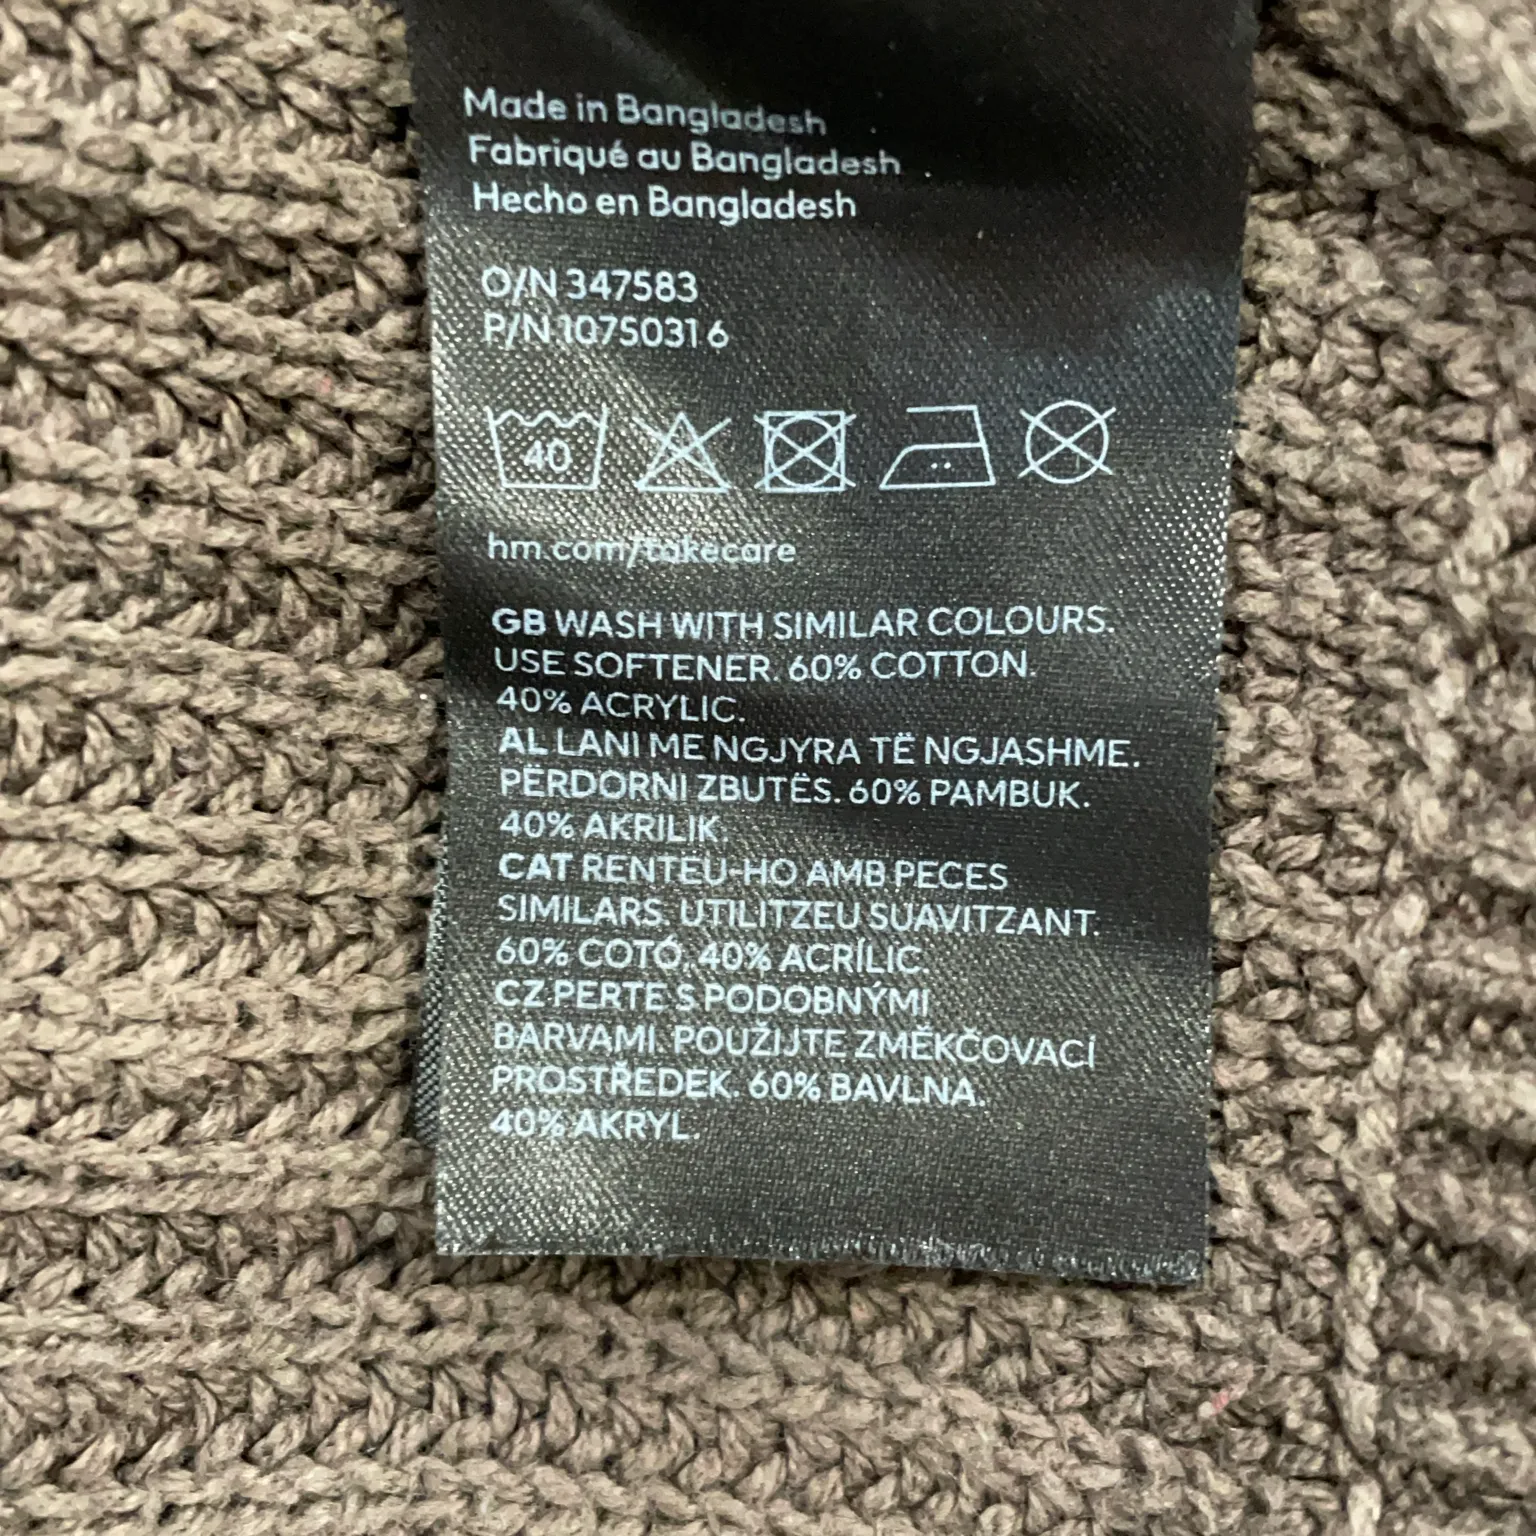 Made in Bangladesh
Fabriqué au Bangladesh
Hecho en Bangladesh
O/N 347583
P/N 1075031 6
40
hm.com/takecare
GB WASH WITH SIMILAR COLOURS.
USE SOFTENER. 60% COTTON.
40% ACRYLIC.
AL LANI ME NGJYRA TË NGJASHME.
PËRDORNI ZBUTËS. 60% PAMBUK.
40% AKRILIK.
CAT RENTEU-HO AMB PECES
SIMILARS. UTILITZEU SUAVITZANT.
60% COTÓ. 40% ACRÍLIC.
CZ PERTE S PODOBNÝMI
BARVAMI. POUŽIJTE ZMĚKČOVACÍ
PROSTŘEDEK. 60% BAVLNA.
40% AKRYL.